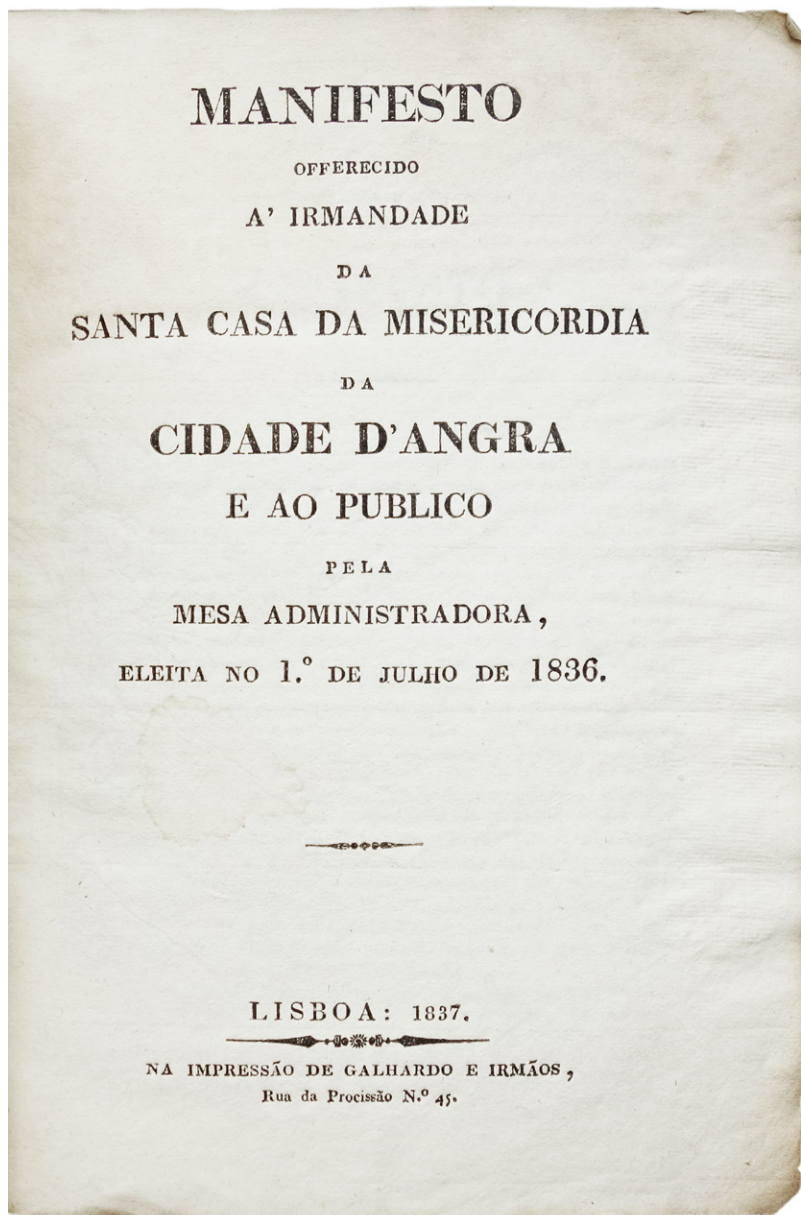 MANIFESTO
OFFERECIDO
A' IRMANDADE
DA
SANTA CASA DA MISERICORDIA
DA
CIDADE D'ANGRA
E AO PUBLICO
PELA
MESA ADMINISTRADORA,
ELEITA NO 1.º DE JULHO DE 1836.
LISBOA: 1837.
NA IMPRESSÃO DE GALHARDO E IRMÃOS,
Rua da Procissão N.º 45.